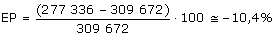 EP = (277 336 − 309 672) / 309 672 · 100 ≅ −10,4%